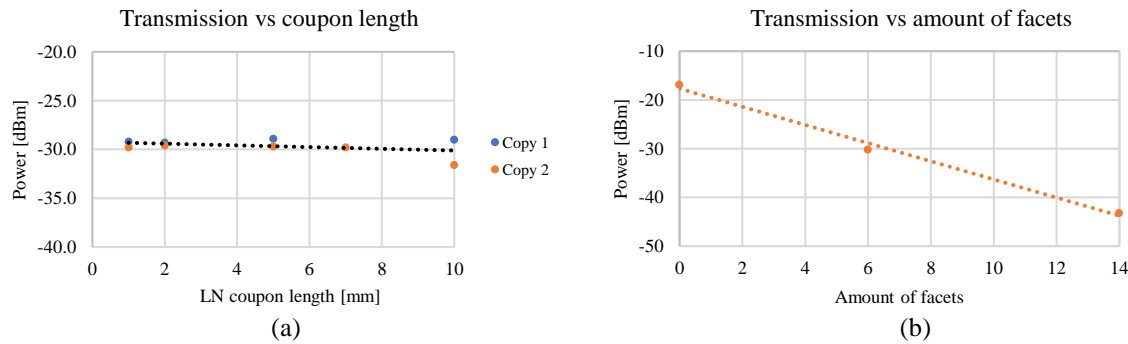 Transmission vs coupon length
-20.0
-25.0
-30.0
-35.0
-40.0
Power [dBm]
0 2 4 6 8 10
LN coupon length [mm]
Copy 1
Copy 2
(a)
Transmission vs amount of facets
-10
-20
-30
-40
-50
Power [dBm]
0 2 4 6 8 10 12 14
Amount of facets
(b)